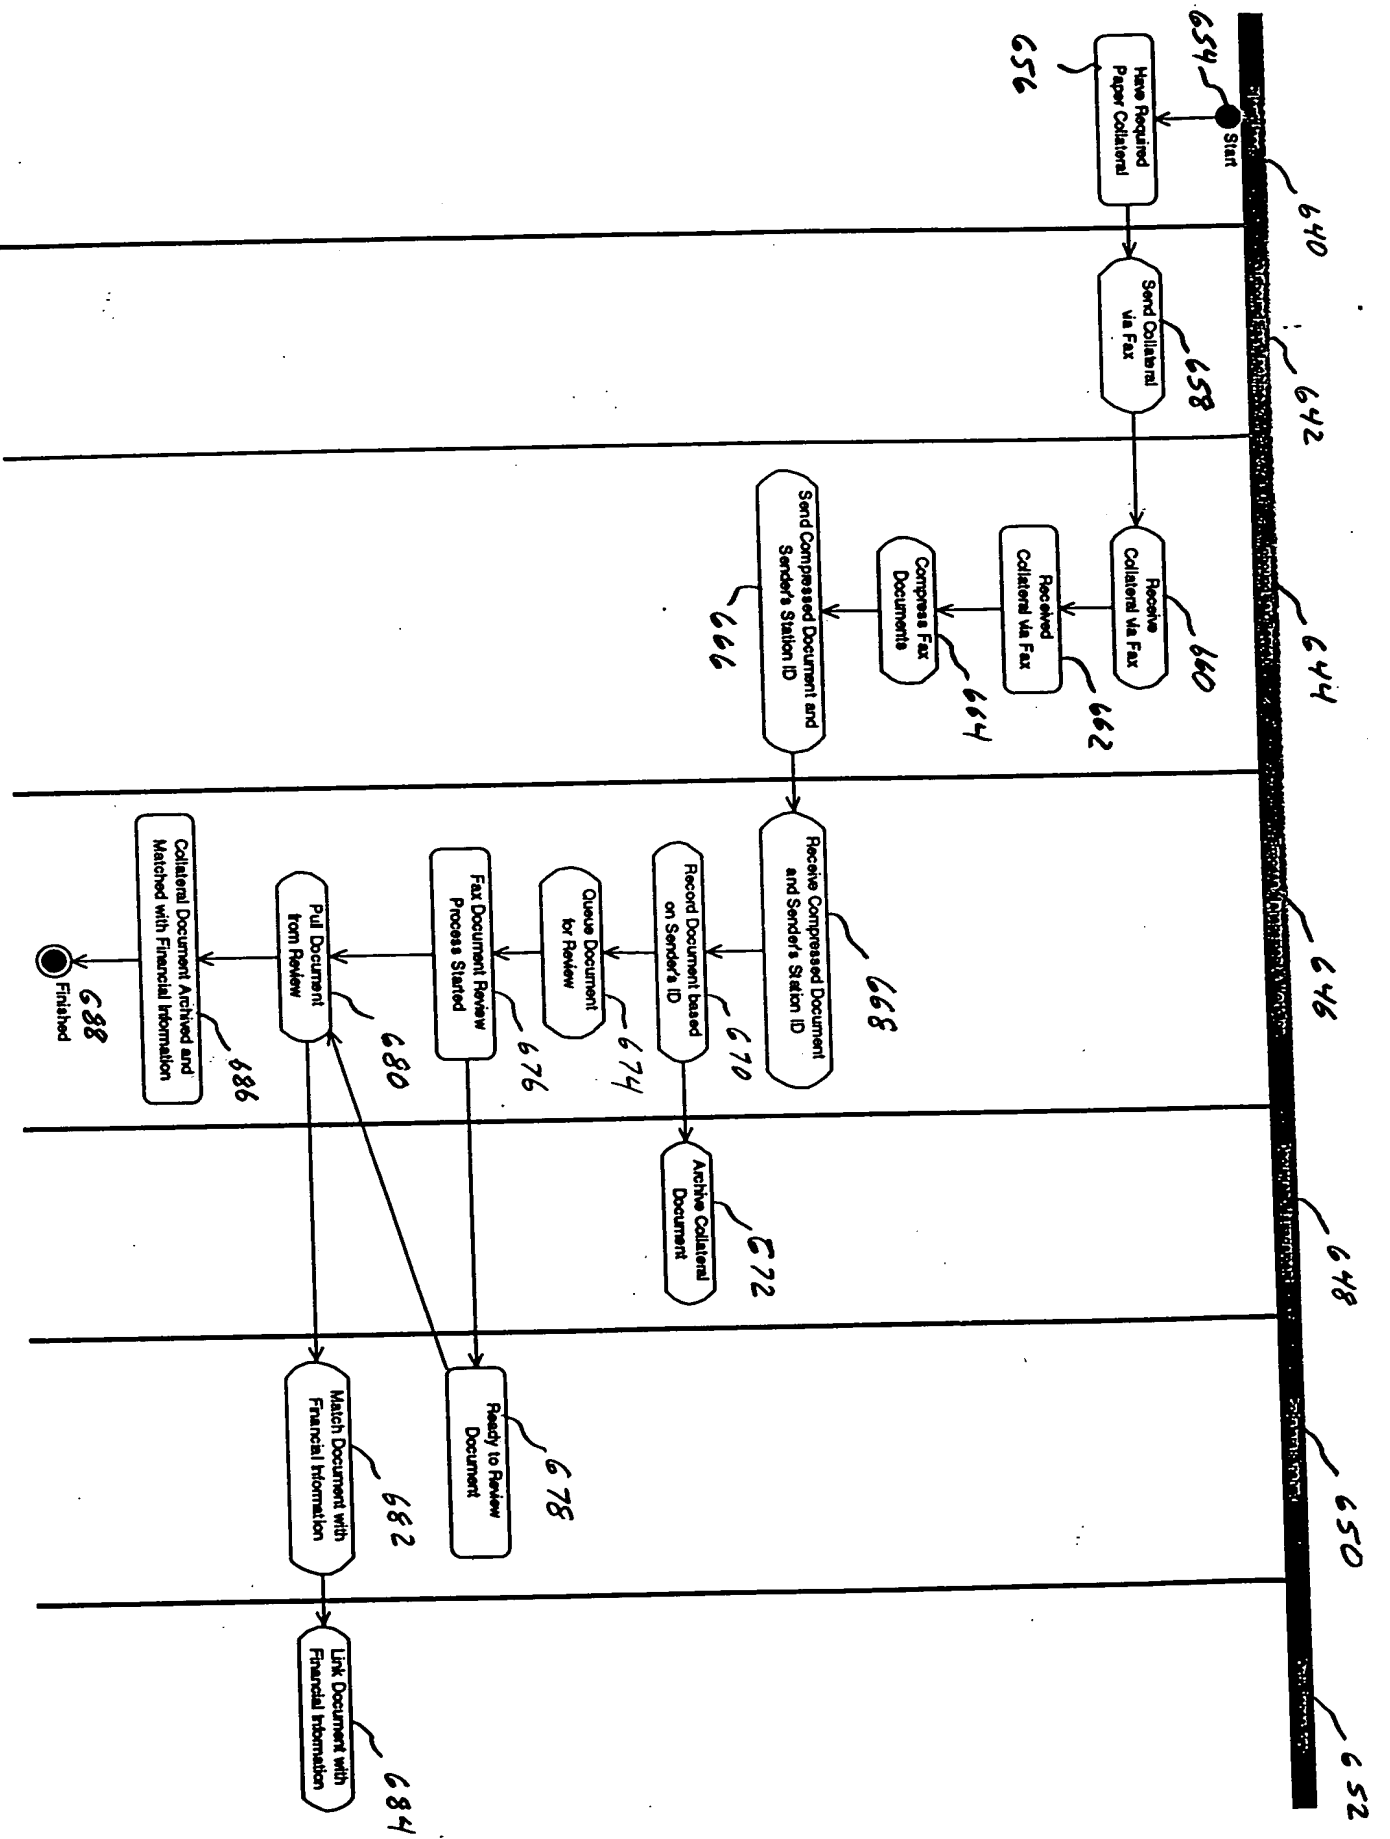 640
642
644
646
648
650
652
654
Start
Have Required
Paper Collateral
656
Send Collateral
via Fax
658
Receive
Collateral via Fax
660
Received
Collateral via Fax
662
Compress Fax
Documents
664
Send Compressed Document and
Sender's Station ID
666
Receive Compressed Document
and Sender's Station ID
668
Record Document based
on Sender's ID
670
Archive Collateral
Document
672
Queue Document
for Review
674
Fax Document Review
Process Started
676
Ready to Review
Document
678
Pull Document
from Review
680
Match Document with
Financial Information
682
Link Document with
Financial Information
684
Collateral Document Archived and
Matched with Financial Information
686
688
Finished